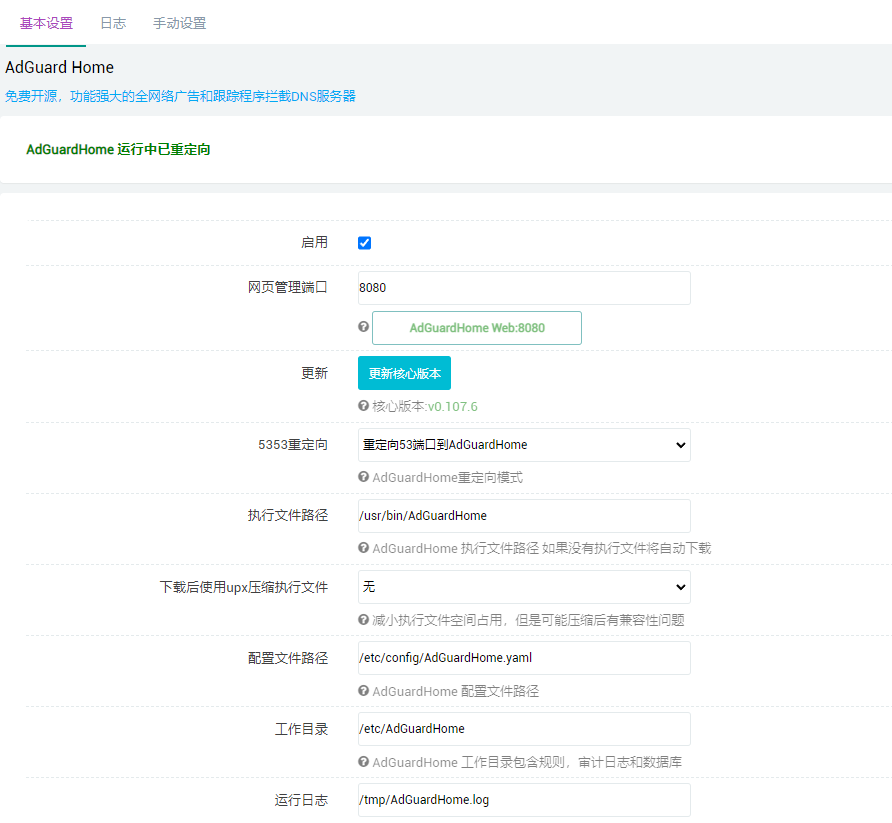 基本设置 日志 手动设置
AdGuard Home
免费开源，功能强大的全网络广告和跟踪程序拦截DNS服务器
AdGuardHome 运行中已重定向
启用
网页管理端口 8080
AdGuardHome Web:8080
更新 更新核心版本
核心版本:v0.107.6
5353重定向 重定向53端口到AdGuardHome
AdGuardHome重定向模式
执行文件路径 /usr/bin/AdGuardHome
AdGuardHome 执行文件路径 如果没有执行文件将自动下载
下载后使用upx压缩执行文件 无
减小执行文件空间占用，但是可能压缩后有兼容性问题
配置文件路径 /etc/config/AdGuardHome.yaml
AdGuardHome 配置文件路径
工作目录 /etc/AdGuardHome
AdGuardHome 工作目录包含规则，审计日志和数据库
运行日志 /tmp/AdGuardHome.log